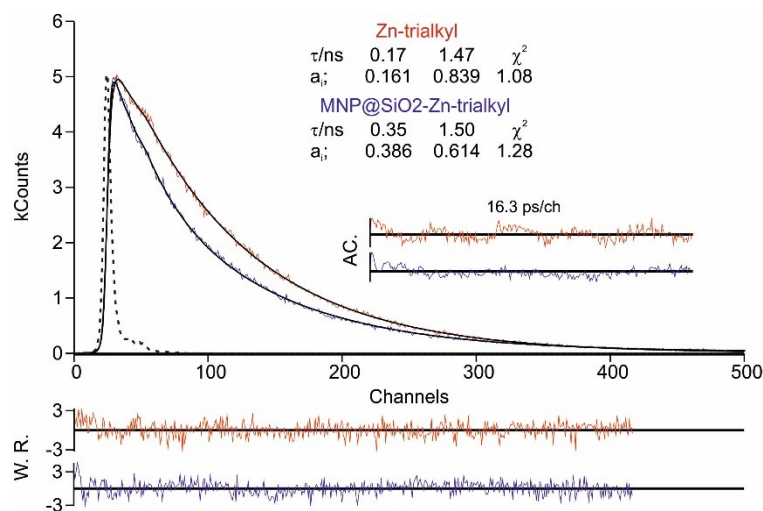 6
5
4
3
2
1
0
kCounts
Zn-trialkyl
τ/ns 0.17 1.47 χ²
aᵢ; 0.161 0.839 1.08
MNP@SiO2-Zn-trialkyl
τ/ns 0.35 1.50 χ²
aᵢ; 0.386 0.614 1.28
16.3 ps/ch
AC.
0 100 200 300 400 500
Channels
3
-3
3
-3
W. R.